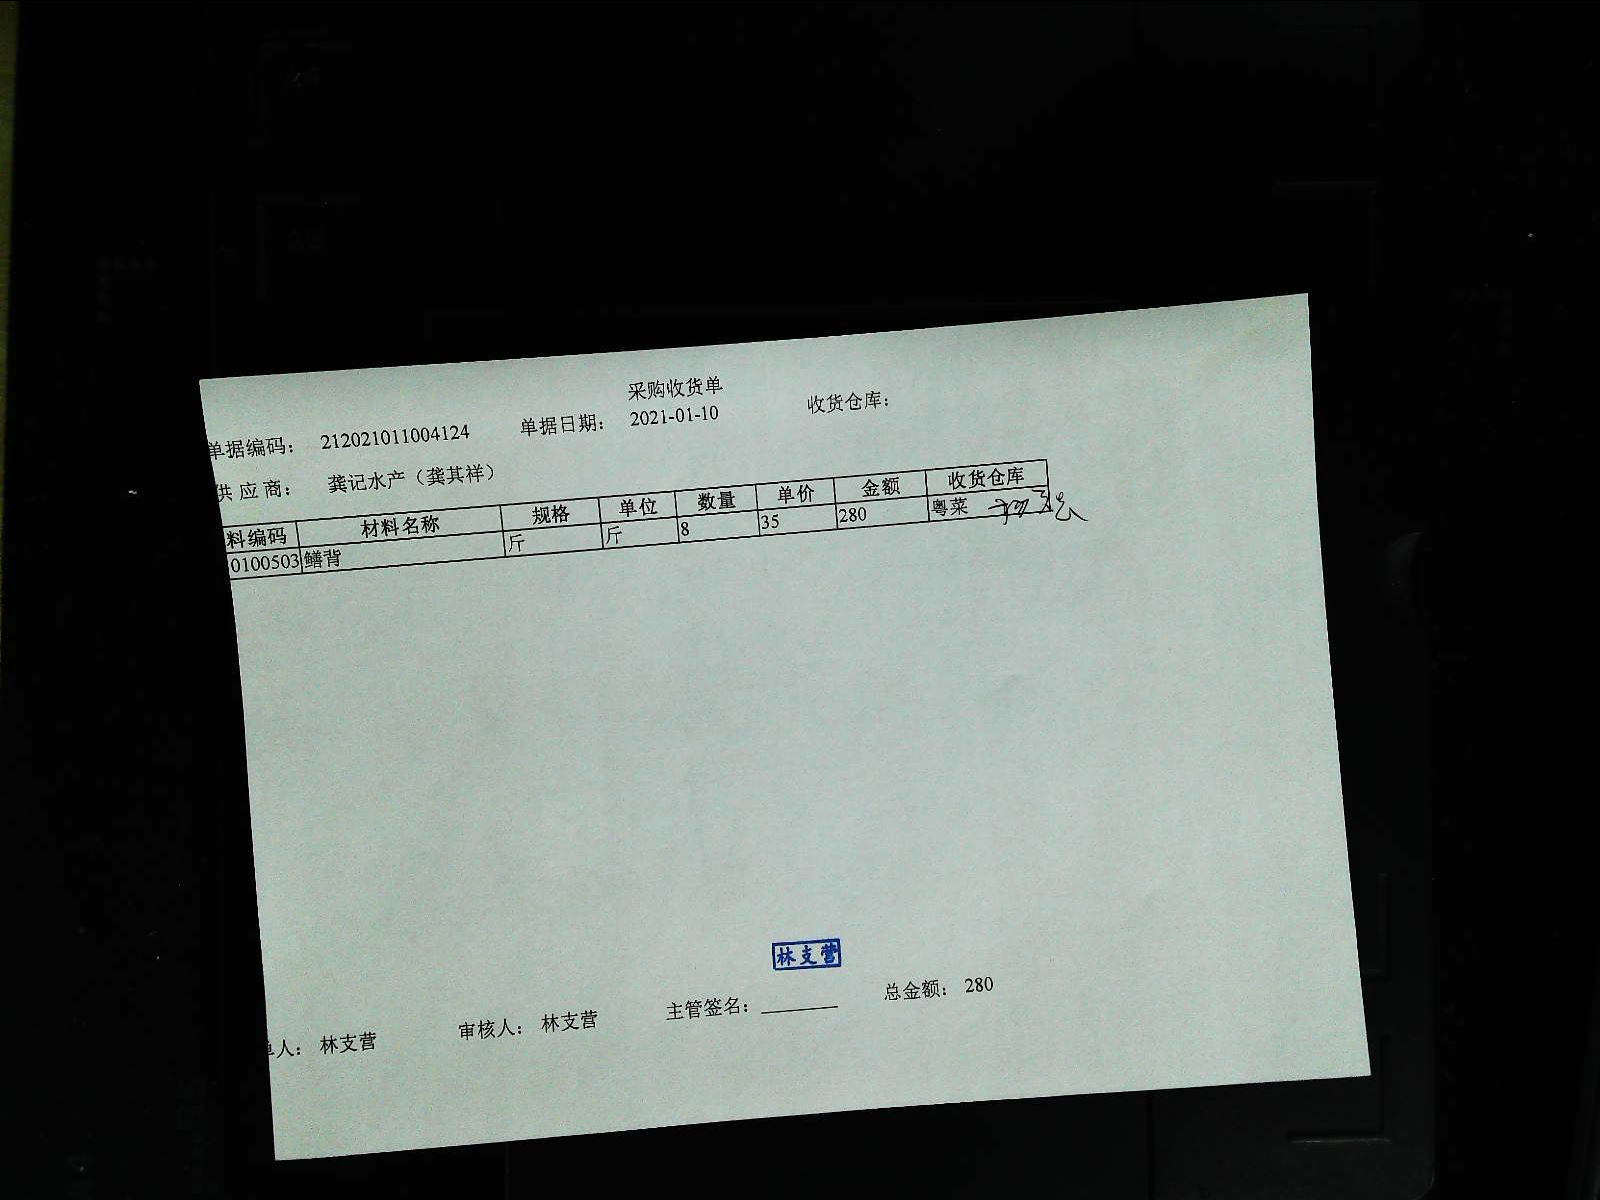 采购收货单
单据编码： 212021011004124 单据日期： 2021-01-10 收货仓库：
供 应 商： 龚记水产（龚其祥）
料编码 材料名称 规格 单位 数量 单价 金额 收货仓库
0100503 鳝背 斤 斤 8 35 280 粤菜
林支营
单人： 林支营 审核人： 林支营 主管签名： 总金额： 280